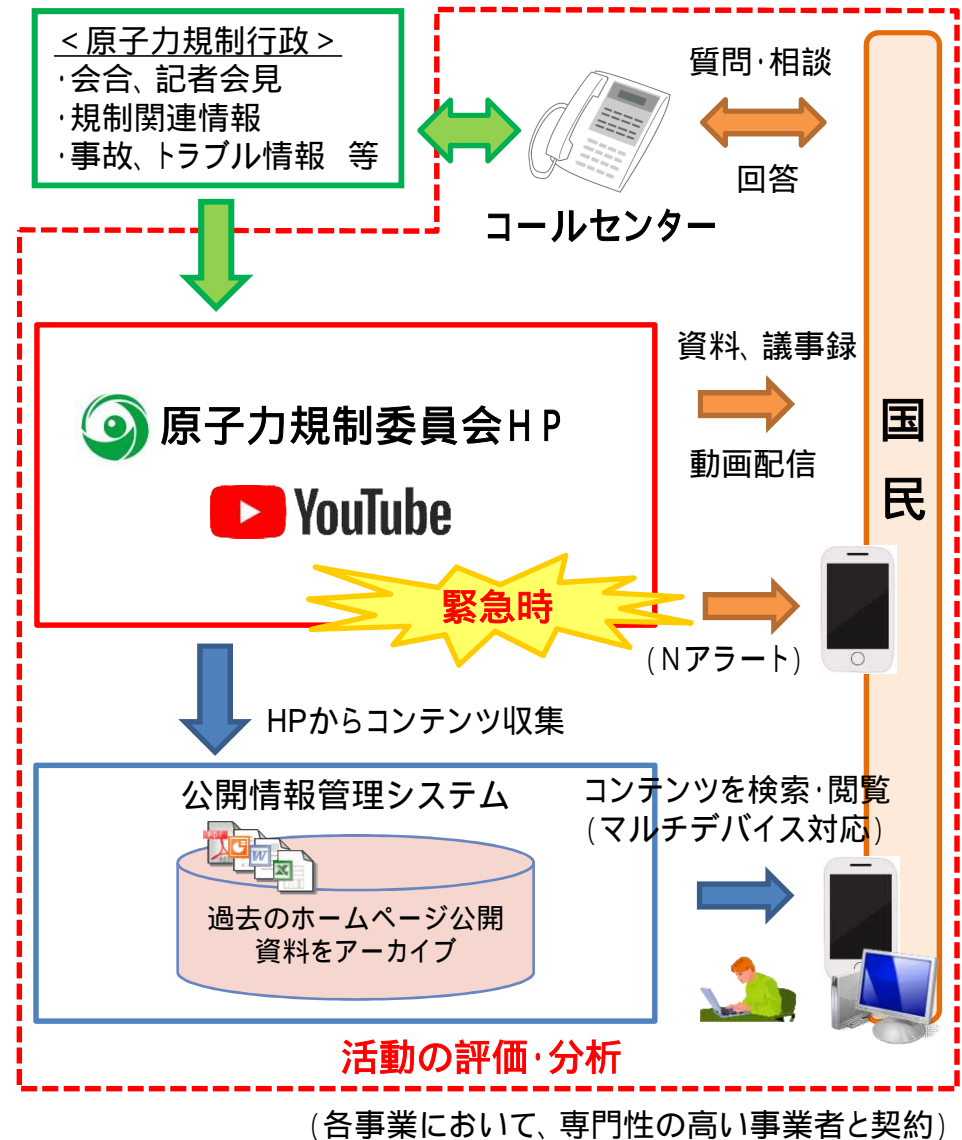 ＜原子力規制行政＞
・会合、記者会見
・規制関連情報
・事故、トラブル情報　等
質問・相談
回答
コールセンター
原子力規制委員会ＨＰ
YouTube
資料、議事録
動画配信
国民
緊急時
（Ｎアラート）
HPからコンテンツ収集
公開情報管理システム
PDF
W
X
過去のホームページ公開
資料をアーカイブ
コンテンツを検索・閲覧
（マルチデバイス対応）
活動の評価・分析
（各事業において、専門性の高い事業者と契約）